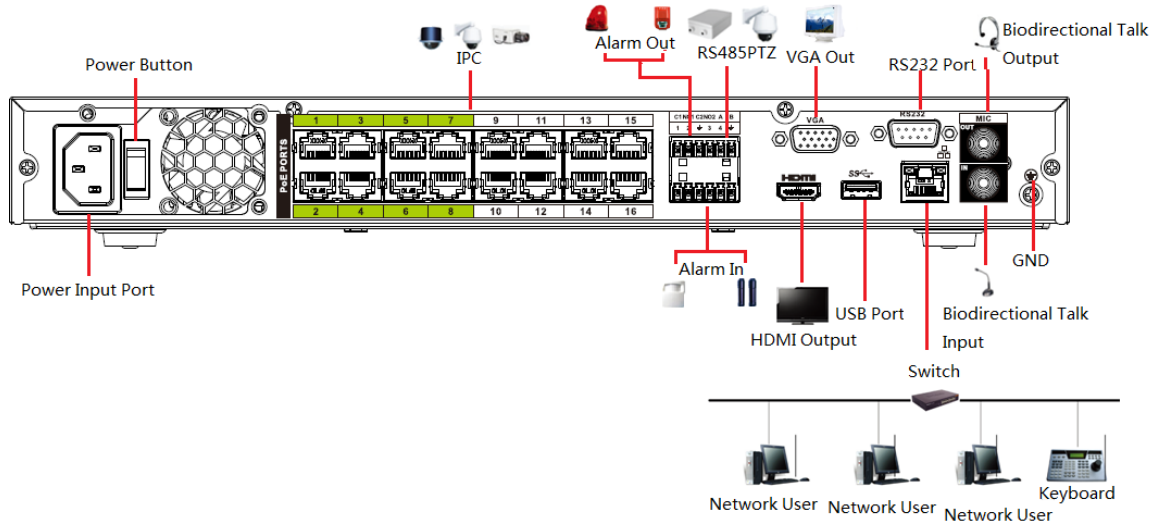 Alarm Out
IPC
RS485PTZ
VGA Out
Biodirectional Talk
Output
RS232 Port
Power Button
1 3 5 7 9 11 13 15
PoE PORTS
2 4 6 8 10 12 14 16
VGA
RS232
MIC
OUT
IN
HDMI
SS
Power Input Port
Alarm In
HDMI Output
USB Port
GND
Biodirectional Talk
Input
Switch
Network User
Network User
Network User
Keyboard